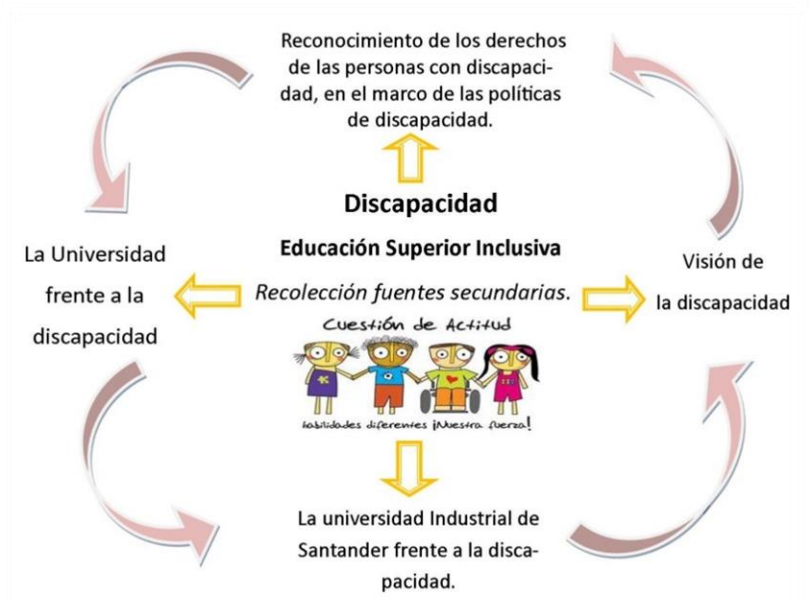 Reconocimiento de los derechos
de las personas con discapaci-
dad, en el marco de las políticas
de discapacidad.
Discapacidad
Educación Superior Inclusiva
Recolección fuentes secundarias.
Cuestión de Actitud
habilidades diferentes ¡Nuestra fuerza!
La Universidad
frente a la
discapacidad
Visión de
la discapacidad
La universidad Industrial de
Santander frente a la disca-
pacidad.